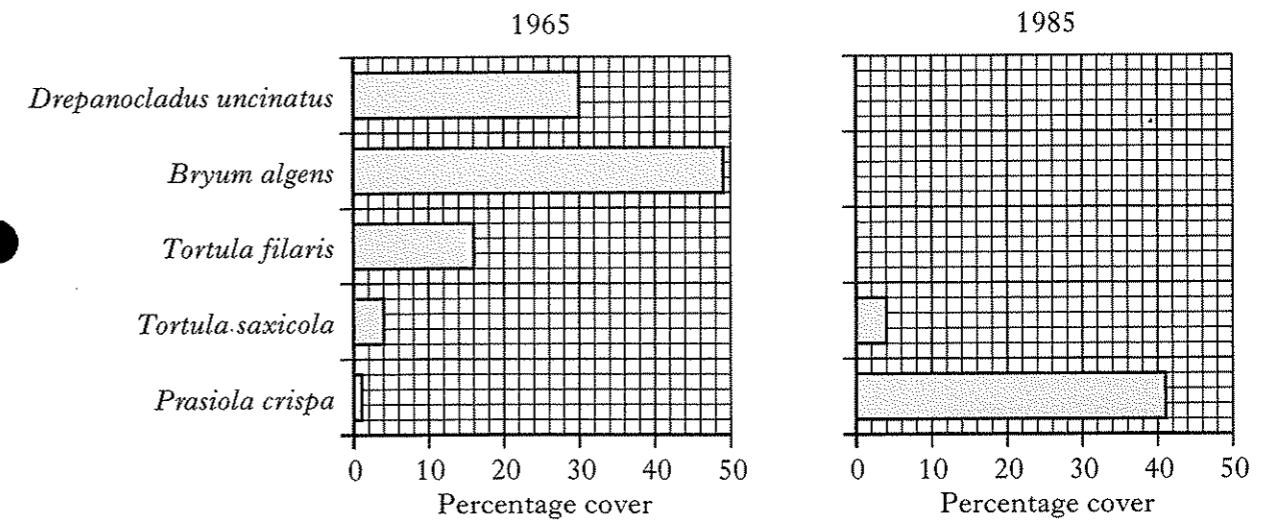 1965
1985
Drepanocladus uncinatus
Bryum algens
Tortula filaris
Tortula saxicola
Prasiola crispa
0 10 20 30 40 50
Percentage cover
0 10 20 30 40 50
Percentage cover